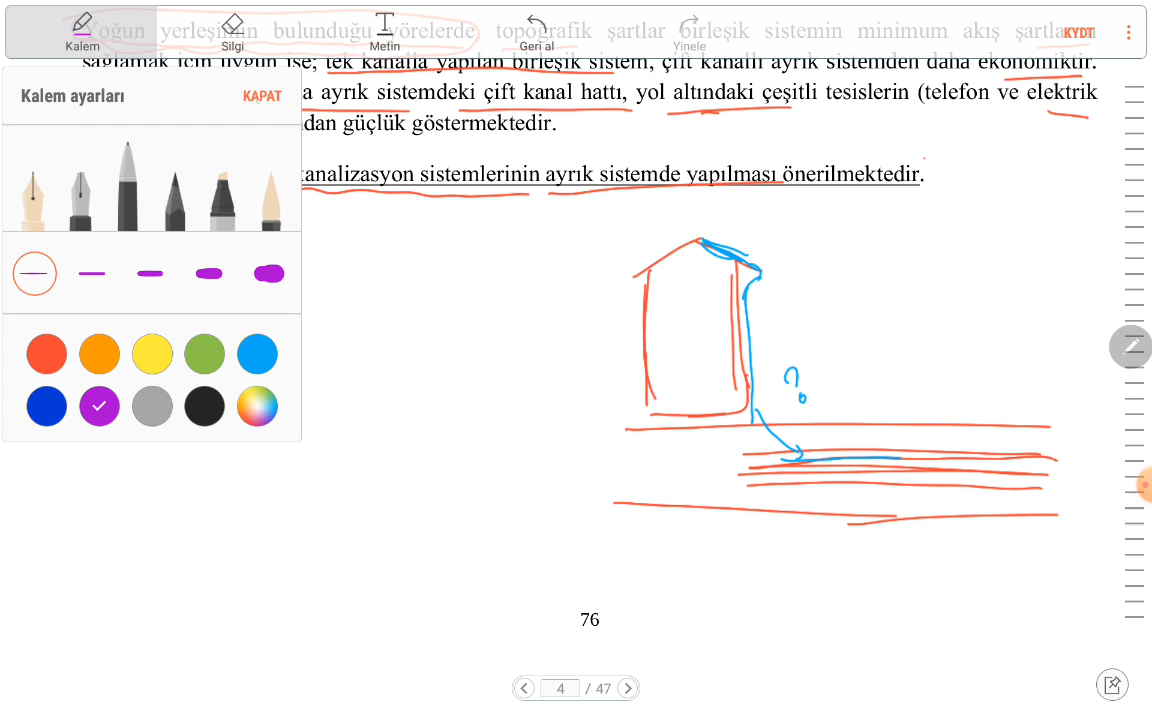 Kalem
Silgi
Metin
Geri al
Yinele
KYDT
Yoğun yerleşimin bulunduğu yörelerde, topografik şartlar birleşik sistemin minimum akış
sağlamak için uygun ise; tek kanalla yapılan birleşik sistem, çift kanallı ayrık sistemden daha ekonomiktir.
Kalem ayarları
KAPAT
a ayrık sistemdeki çift kanal hattı, yol altındaki çeşitli tesislerin (telefon ve elektrik
dan güçlük göstermektedir.
kanalizasyon sistemlerinin ayrık sistemde yapılması önerilmektedir.
?
76
4 / 47